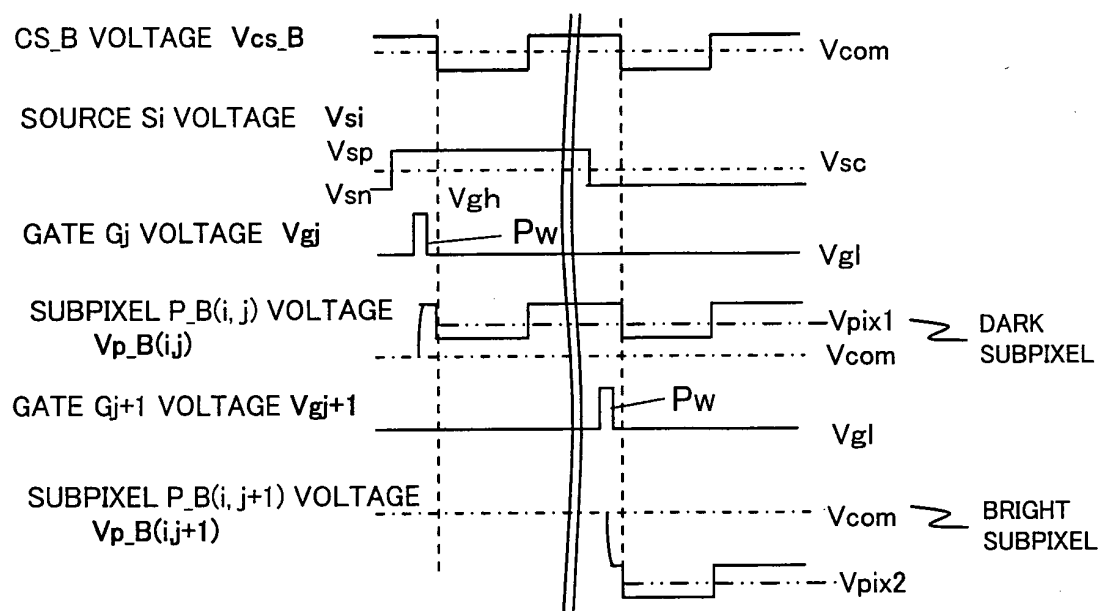 CS_B VOLTAGE Vcs_B
Vcom
SOURCE Si VOLTAGE Vsi
Vsp
Vsc
Vsn
Vgh
GATE Gj VOLTAGE Vgj
Pw
Vgl
SUBPIXEL P_B(i, j) VOLTAGE
Vp_B(i,j)
Vpix1
Vcom
DARK
SUBPIXEL
GATE Gj+1 VOLTAGE Vgj+1
Pw
Vgl
SUBPIXEL P_B(i, j+1) VOLTAGE
Vp_B(i,j+1)
Vcom
BRIGHT
SUBPIXEL
Vpix2